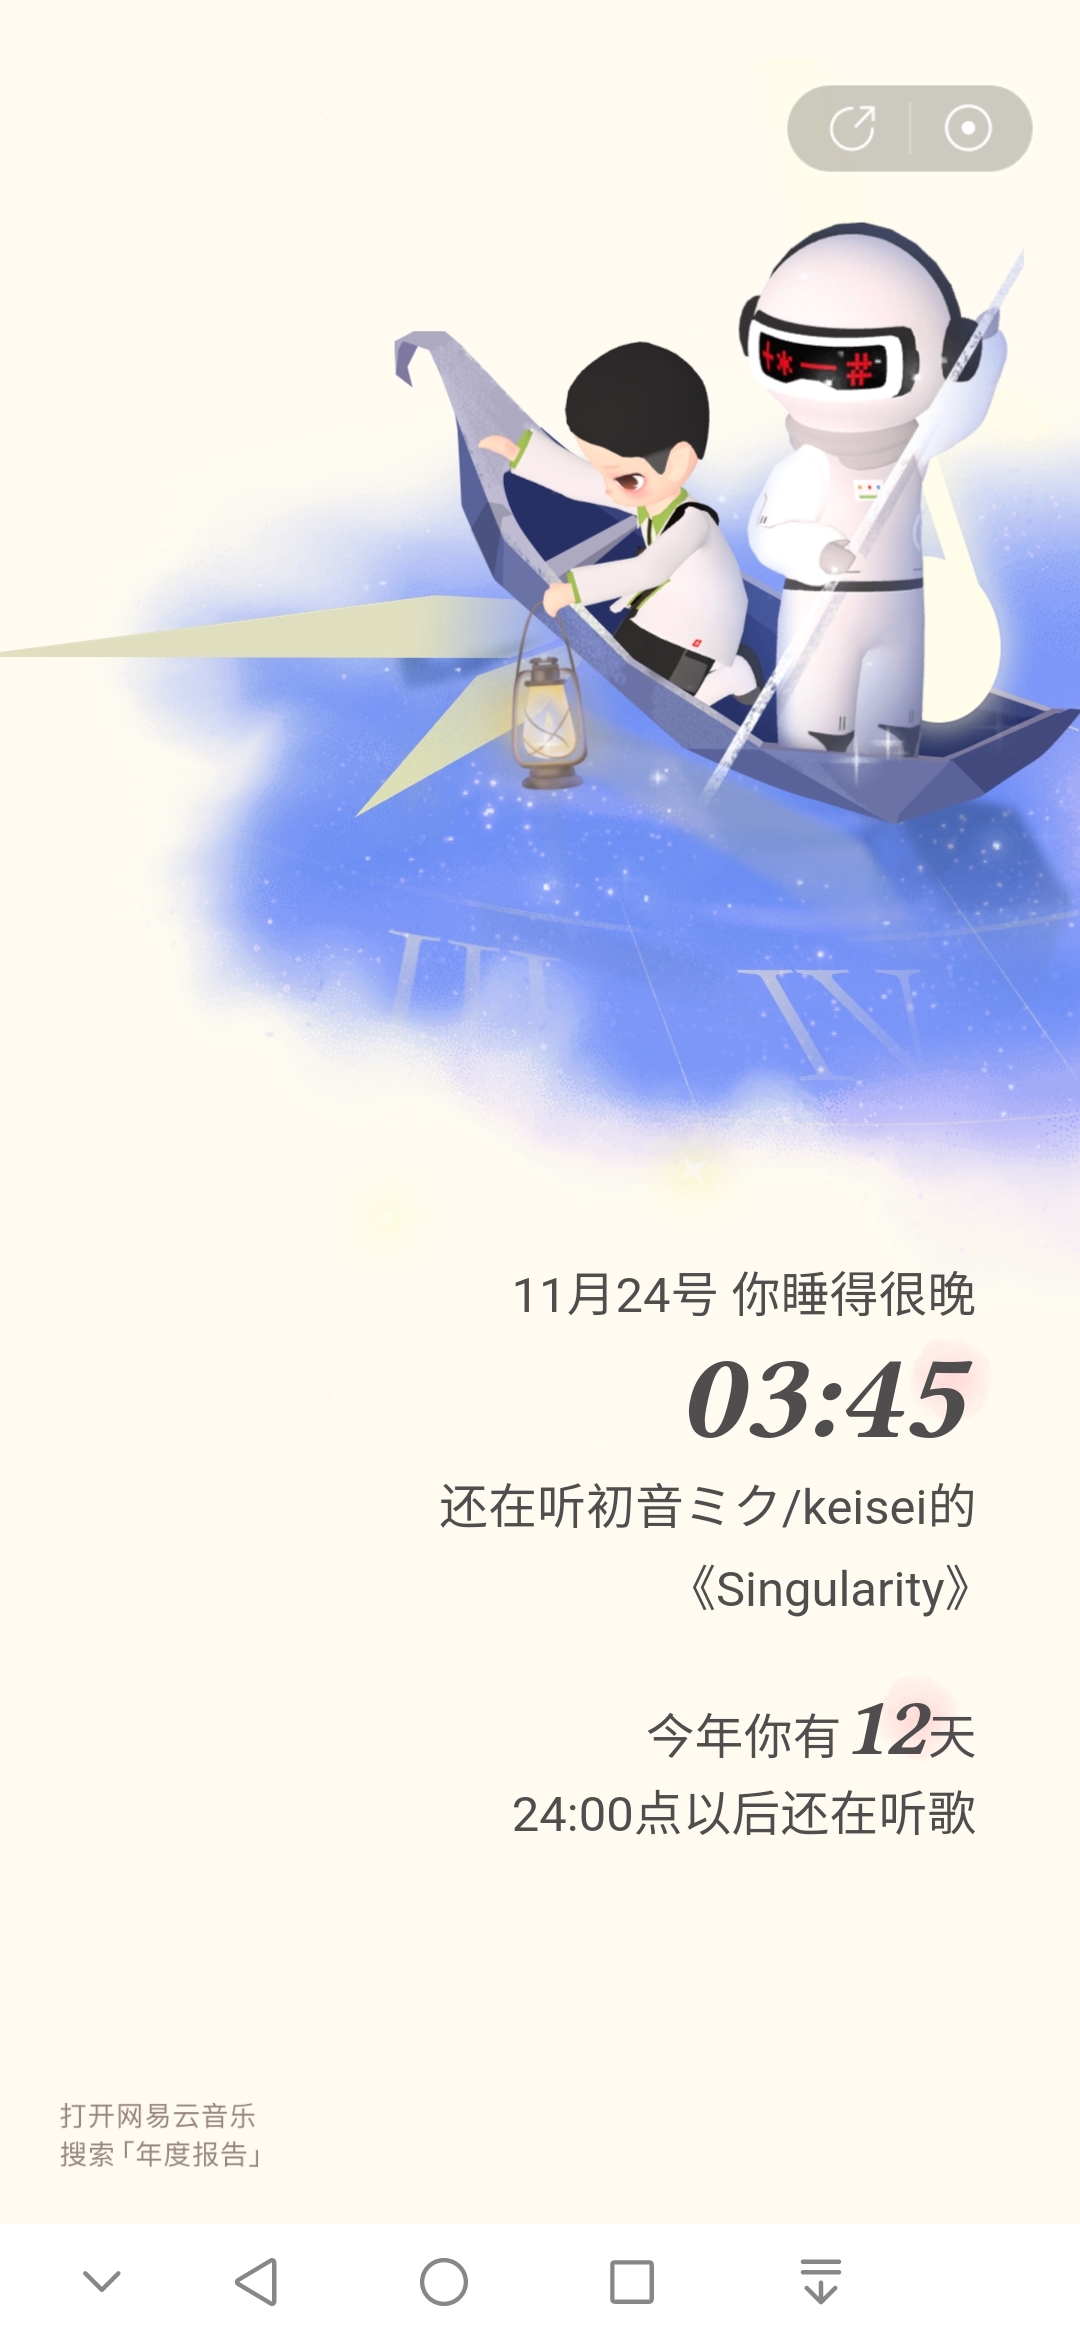 III
IV
11月24号 你睡得很晚
03:45
还在听初音ミク/keisei的
《Singularity》
今年你有12天
24:00点以后还在听歌
打开网易云音乐
搜索「年度报告」